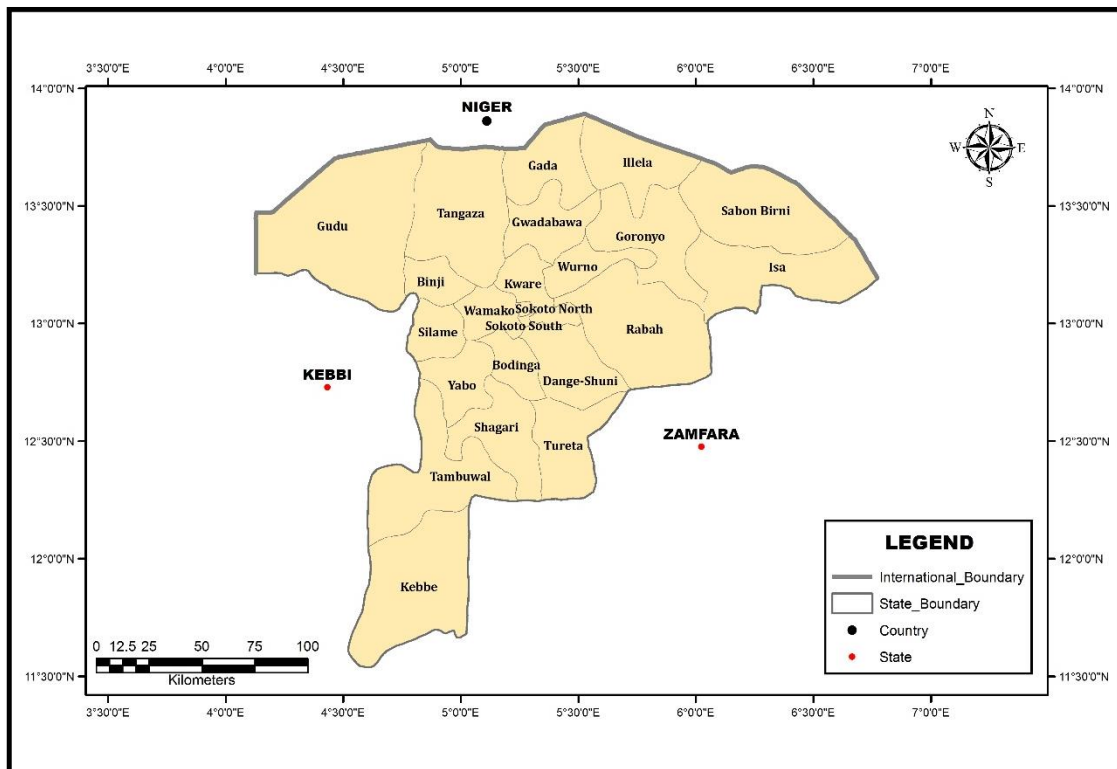 3°30'0"E 4°0'0"E 4°30'0"E 5°0'0"E 5°30'0"E 6°0'0"E 6°30'0"E 7°0'0"E
14°0'0"N 14°0'0"N
NIGER
N
W E
S
Gada
Illela
Sabon Birni
13°30'0"N 13°30'0"N
Gudu
Tangaza
Gwadabawa
Goronyo
Wurno
Isa
Binji
Kware
Wamako
Sokoto North
13°0'0"N 13°0'0"N
Silame
Sokoto South
Rabah
Bodinga
KEBBI
Yabo
Dange-Shuni
Shagari
ZAMFARA
12°30'0"N 12°30'0"N
Tureta
Tambuwal
12°0'0"N 12°0'0"N
Kebbe
LEGEND
International_Boundary
State_Boundary
Country
State
0 12.5 25 50 75 100
Kilometers
11°30'0"N 11°30'0"N
3°30'0"E 4°0'0"E 4°30'0"E 5°0'0"E 5°30'0"E 6°0'0"E 6°30'0"E 7°0'0"E